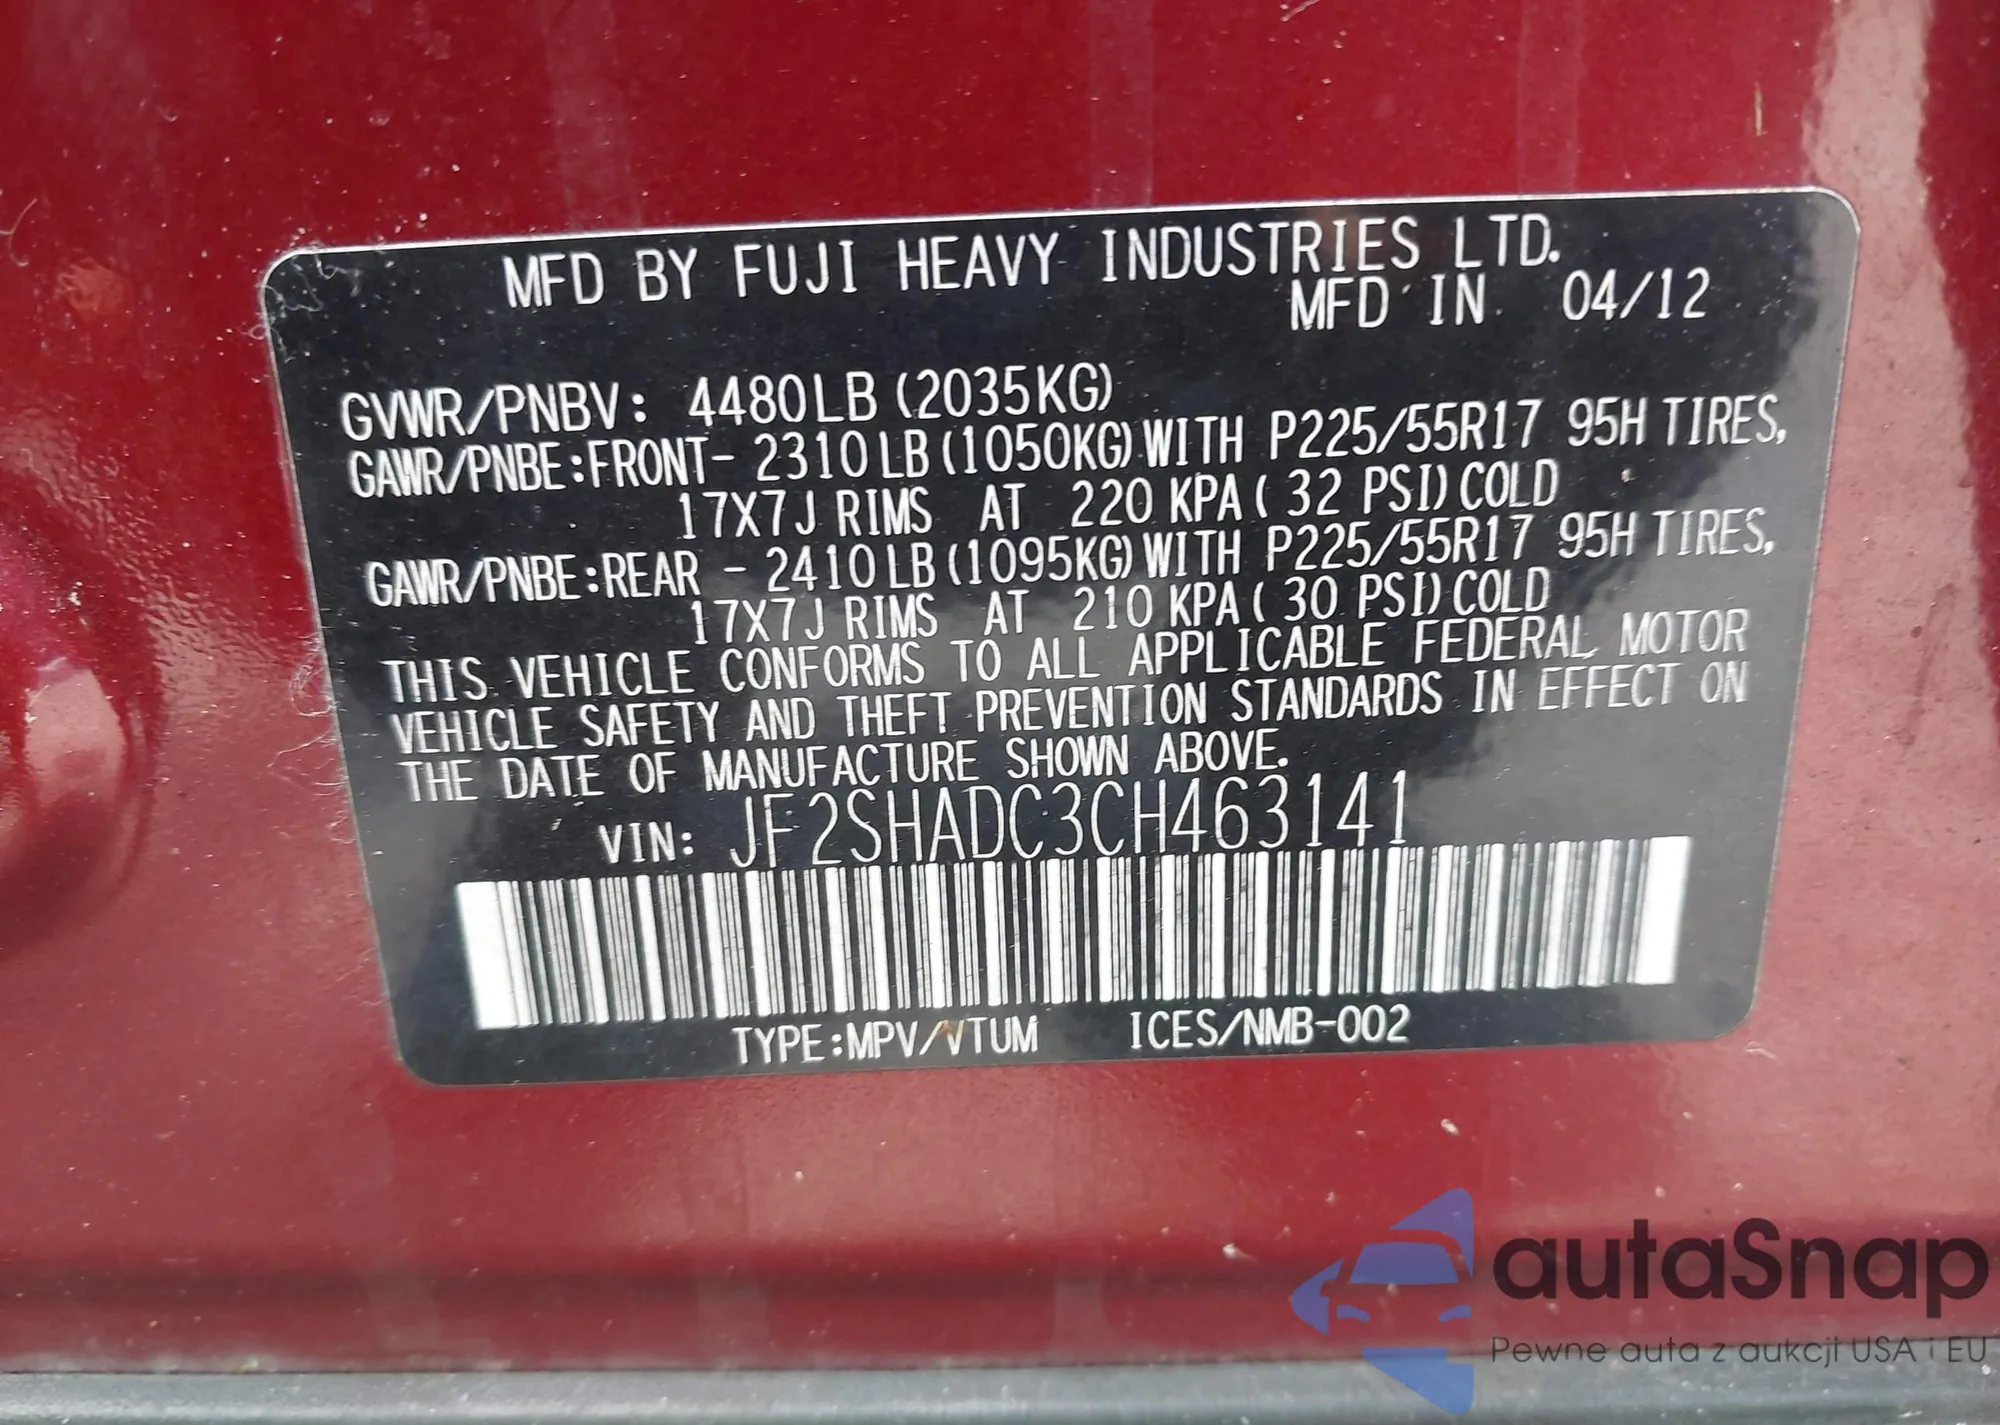 MFD BY FUJI HEAVY INDUSTRIES LTD.
MFD IN 04/12
GVWR/PNBV: 4480LB (2035KG)
GAWR/PNBE:FRONT- 2310LB (1050KG) WITH P225/55R17 95H TIRES,
17X7J RIMS AT 220 KPA ( 32 PSI) COLD
GAWR/PNBE:REAR - 2410LB (1095KG) WITH P225/55R17 95H TIRES,
17X7J RIMS AT 210 KPA ( 30 PSI) COLD
THIS VEHICLE CONFORMS TO ALL APPLICABLE FEDERAL MOTOR
VEHICLE SAFETY AND THEFT PREVENTION STANDARDS IN EFFECT ON
THE DATE OF MANUFACTURE SHOWN ABOVE.
VIN: JF2SHADC3CH463141
TYPE:MPV/VTUM ICES/NMB-002
autaSnap
Pewne auta z aukcji USA i EU